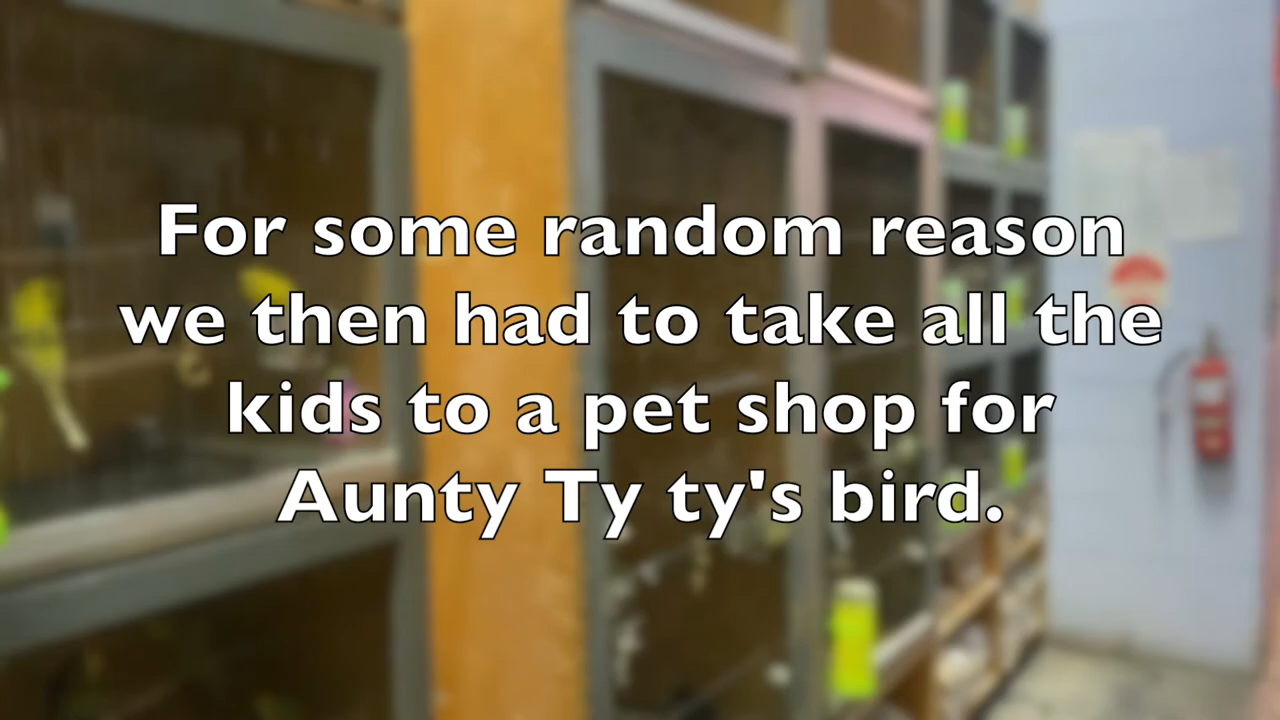 For some random reason
we then had to take all the
kids to a pet shop for
Aunty Ty ty's bird.